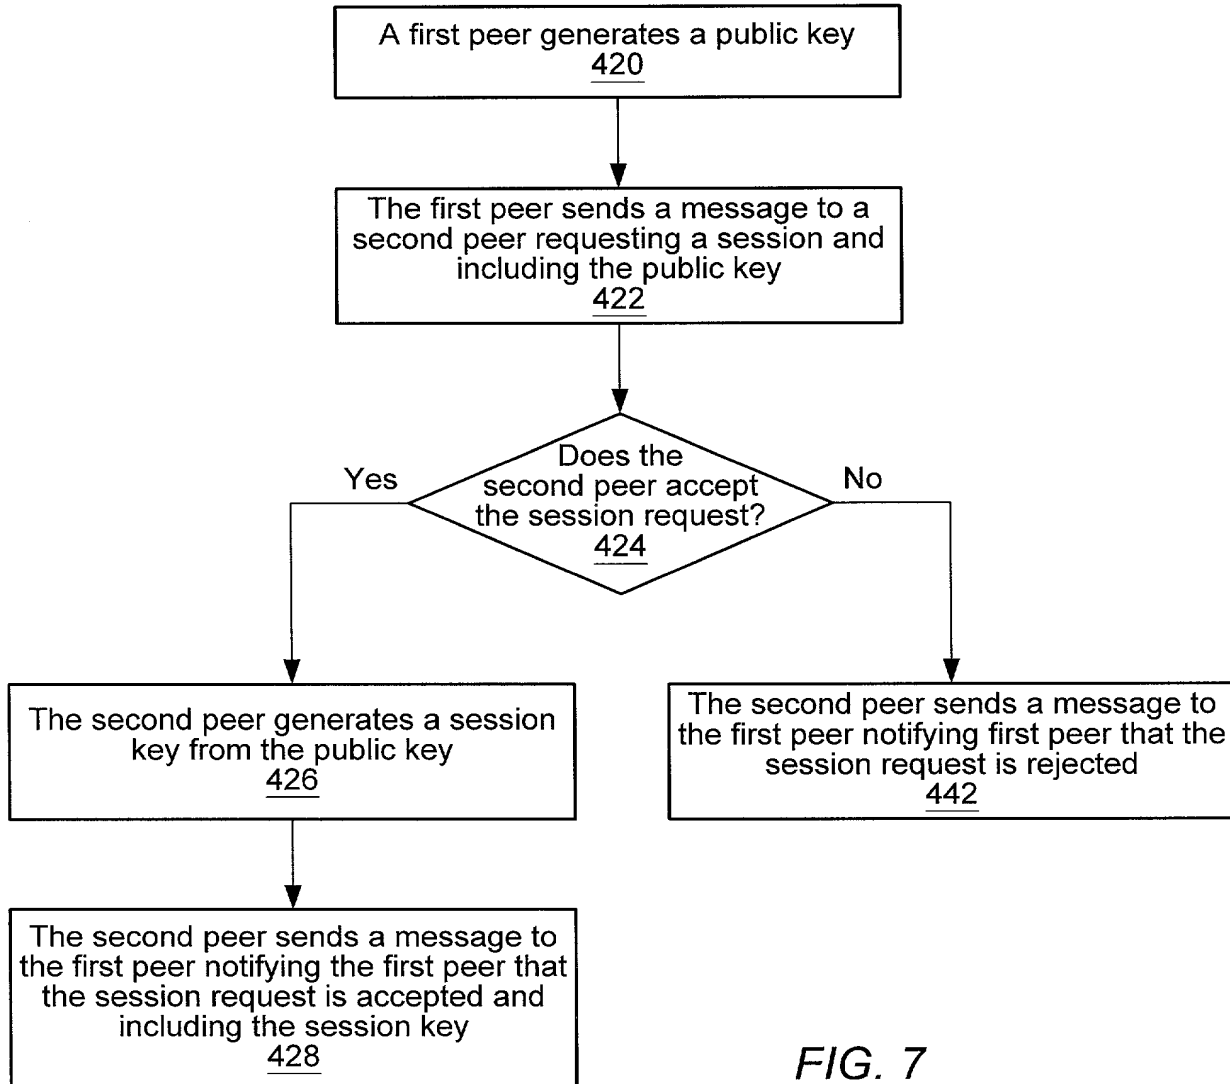 A first peer generates a public key
420
The first peer sends a message to a
second peer requesting a session and
including the public key
422
Does the
second peer accept
the session request?
424
Yes
No
The second peer generates a session
key from the public key
426
The second peer sends a message to
the first peer notifying first peer that the
session request is rejected
442
The second peer sends a message to
the first peer notifying the first peer that
the session request is accepted and
including the session key
428
FIG. 7